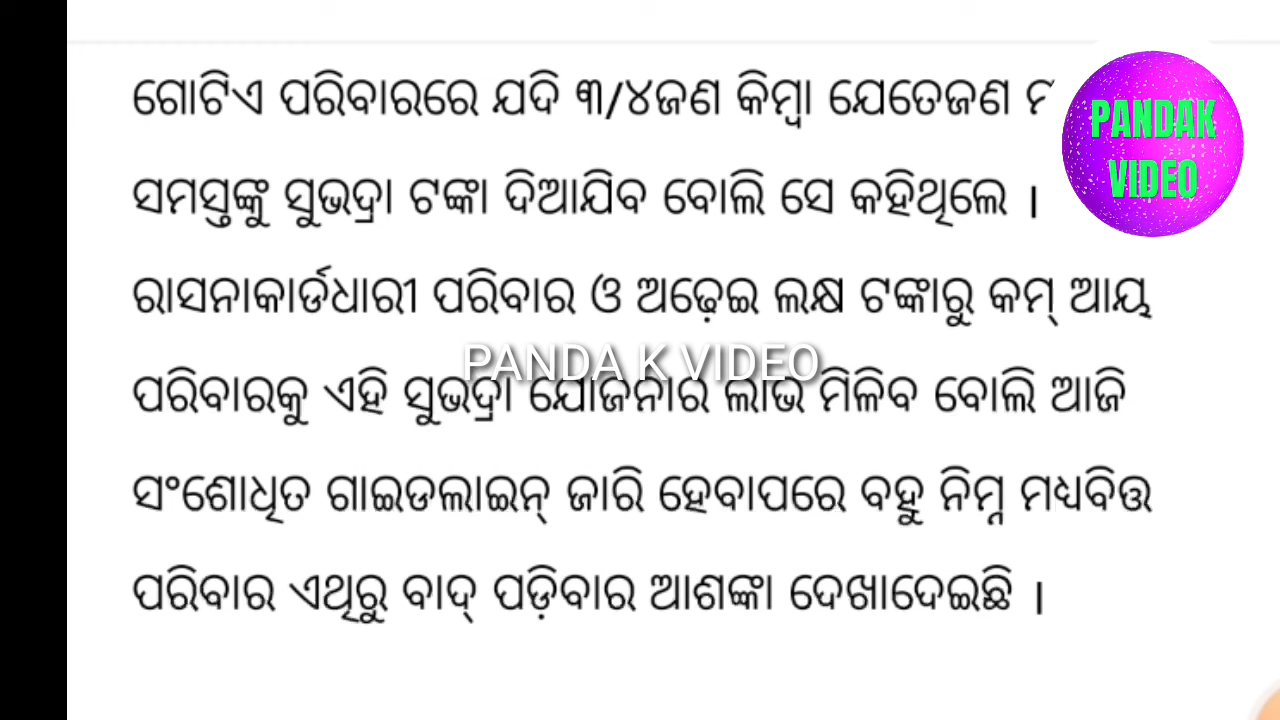 ଗୋଟିଏ ପରିବାରରେ ଯଦି ୩/୪ଜଣ କିମ୍ବା ଯେତେଜଣ
ସମସ୍ତଙ୍କୁ ସୁଭଦ୍ରା ଟଙ୍କା ଦିଆଯିବ ବୋଲି ସେ କହିଥିଲେ ।
ରାସନାକାର୍ଡଧାରୀ ପରିବାର ଓ ଅଢ଼େଇ ଲକ୍ଷ ଟଙ୍କାରୁ କମ୍ ଆୟ
ପରିବାରକୁ ଏହି ସୁଭଦ୍ରା ଯୋଜନାର ଲାଭ ମିଳିବ ବୋଲି ଆଜି
ସଂଶୋଧିତ ଗାଇଡଲାଇନ୍ ଜାରି ହେବାପରେ ବହୁ ନିମ୍ନ ମଧ୍ୟବିତ୍ତ
ପରିବାର ଏଥିରୁ ବାଦ୍ ପଡ଼ିବାର ଆଶଙ୍କା ଦେଖାଦେଇଛି ।
PANDAK
VIDEO
PANDA K VIDEO